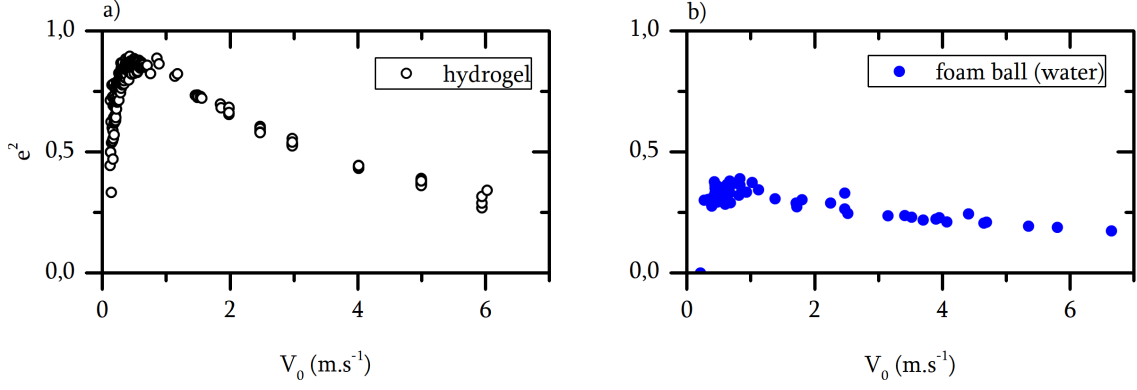 a)
1,0
hydrogel
e²
0,5
0,0
0
2
4
6
V₀ (m.s⁻¹)
b)
1,0
foam ball (water)
0,5
0,0
0
2
4
6
V₀ (m.s⁻¹)